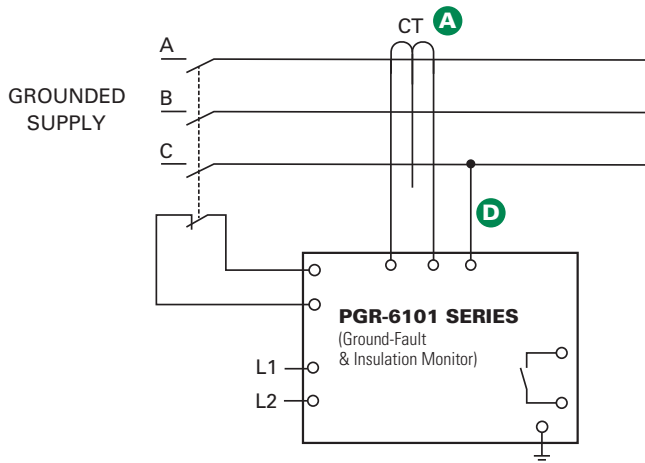 CT A
A
GROUNDED
SUPPLY
B
C
D
PGR-6101 SERIES
(Ground-Fault
& Insulation Monitor)
L1
L2